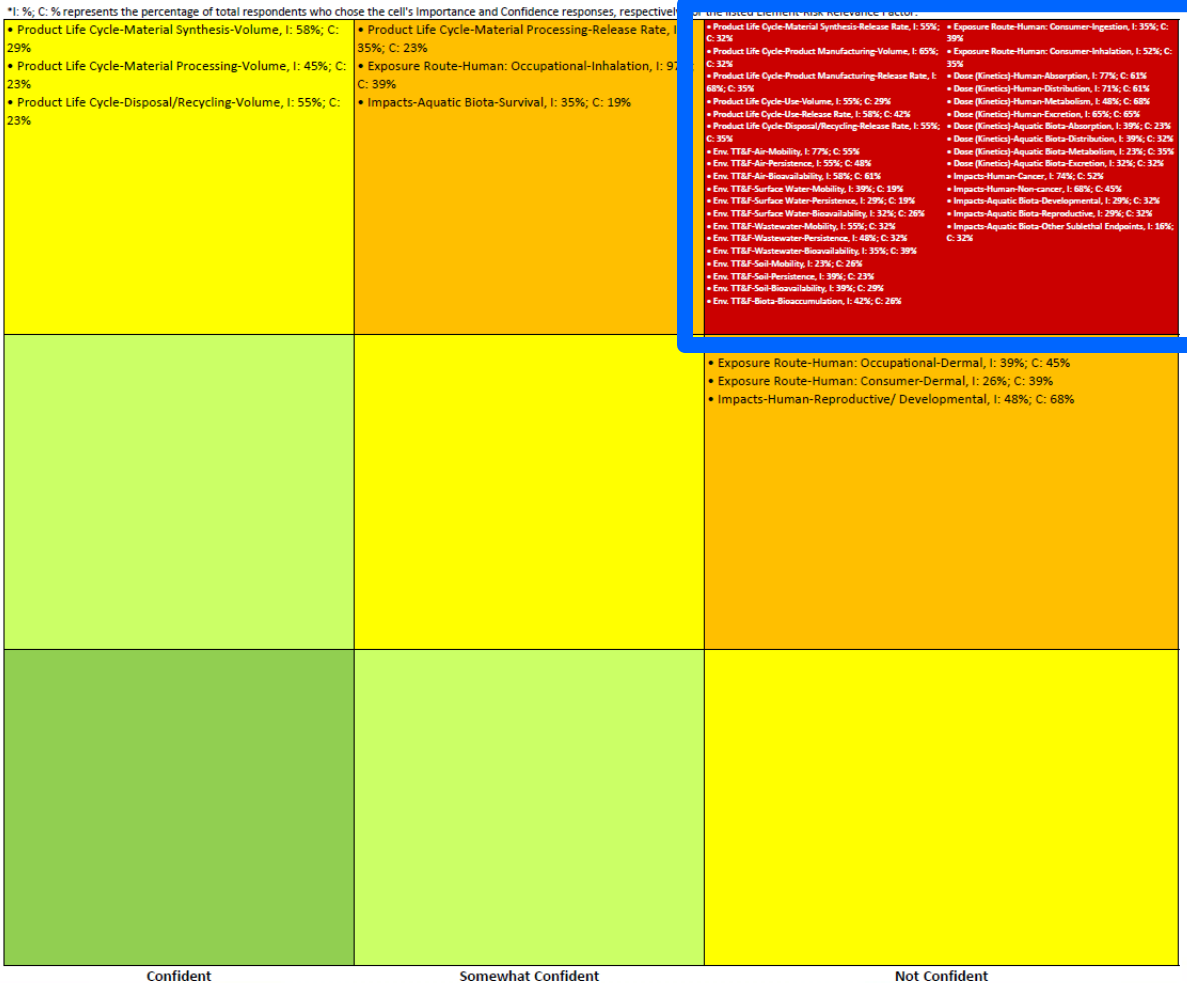 *I: %; C: % represents the percentage of total respondents who chose the cell's Importance and Confidence responses, respectively for the listed Element-Risk Relevance Factor.
• Product Life Cycle-Material Synthesis-Volume, I: 58%; C:
29%
• Product Life Cycle-Material Processing-Volume, I: 45%; C:
23%
• Product Life Cycle-Disposal/Recycling-Volume, I: 55%; C:
23%
• Product Life Cycle-Material Processing-Release Rate, I
35%; C: 23%
• Exposure Route-Human: Occupational-Inhalation, I: 97
C: 39%
• Impacts-Aquatic Biota-Survival, I: 35%; C: 19%
• Product Life Cycle-Material Synthesis-Release Rate, I: 55%;
C: 32%
• Product Life Cycle-Product Manufacturing-Volume, I: 65%;
C: 32%
• Product Life Cycle-Product Manufacturing-Release Rate, I:
68%; C: 35%
• Product Life Cycle-Use-Volume, I: 55%; C: 29%
• Product Life Cycle-Use-Release Rate, I: 58%; C: 42%
• Product Life Cycle-Disposal/Recycling-Release Rate, I: 55%;
C: 35%
• Env. TT&F-Air-Mobility, I: 77%; C: 55%
• Env. TT&F-Air-Persistence, I: 55%; C: 48%
• Env. TT&F-Air-Bioavailability, I: 58%; C: 61%
• Env. TT&F-Surface Water-Mobility, I: 39%; C: 19%
• Env. TT&F-Surface Water-Persistence, I: 29%; C: 19%
• Env. TT&F-Surface Water-Bioavailability, I: 32%; C: 26%
• Env. TT&F-Wastewater-Mobility, I: 55%; C: 32%
• Env. TT&F-Wastewater-Persistence, I: 48%; C: 32%
• Env. TT&F-Wastewater-Bioavailability, I: 35%; C: 39%
• Env. TT&F-Soil-Mobility, I: 23%; C: 26%
• Env. TT&F-Soil-Persistence, I: 39%; C: 23%
• Env. TT&F-Soil-Bioavailability, I: 39%; C: 29%
• Env. TT&F-Biota-Bioaccumulation, I: 42%; C: 26%
• Exposure Route-Human: Consumer-Ingestion, I: 35%; C:
39%
• Exposure Route-Human: Consumer-Inhalation, I: 52%; C:
35%
• Dose (Kinetics)-Human-Absorption, I: 77%; C: 61%
• Dose (Kinetics)-Human-Distribution, I: 71%; C: 61%
• Dose (Kinetics)-Human-Metabolism, I: 48%; C: 68%
• Dose (Kinetics)-Human-Excretion, I: 65%; C: 65%
• Dose (Kinetics)-Aquatic Biota-Absorption, I: 39%; C: 23%
• Dose (Kinetics)-Aquatic Biota-Distribution, I: 39%; C: 32%
• Dose (Kinetics)-Aquatic Biota-Metabolism, I: 23%; C: 35%
• Dose (Kinetics)-Aquatic Biota-Excretion, I: 32%; C: 32%
• Impacts-Human-Cancer, I: 74%; C: 52%
• Impacts-Human-Non-cancer, I: 68%; C: 45%
• Impacts-Aquatic Biota-Developmental, I: 29%; C: 32%
• Impacts-Aquatic Biota-Reproductive, I: 29%; C: 32%
• Impacts-Aquatic Biota-Other Sublethal Endpoints, I: 16%;
C: 32%
• Exposure Route-Human: Occupational-Dermal, I: 39%; C: 45%
• Exposure Route-Human: Consumer-Dermal, I: 26%; C: 39%
• Impacts-Human-Reproductive/ Developmental, I: 48%; C: 68%
Confident
Somewhat Confident
Not Confident